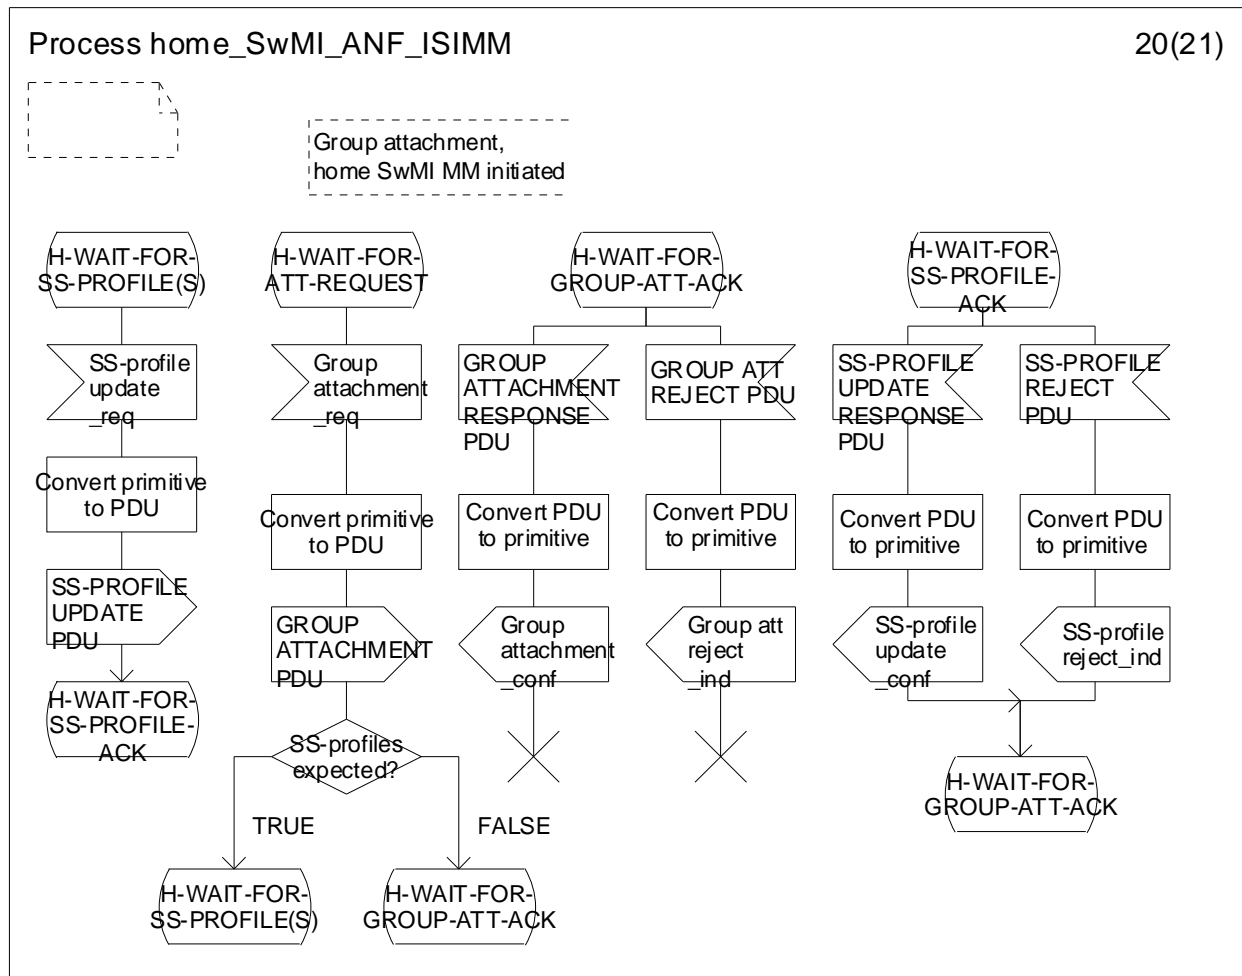 Process home_SwMI_ANF_ISIMM
20(21)
Group attachment,
home SwMI MM initiated
H-WAIT-FOR-
SS-PROFILE(S)
SS-profile
update
_req
Convert primitive
to PDU
SS-PROFILE
UPDATE
PDU
H-WAIT-FOR-
SS-PROFILE-
ACK
H-WAIT-FOR-
ATT-REQUEST
Group
attachment
_req
Convert primitive
to PDU
GROUP
ATTACHMENT
PDU
SS-profiles
expected?
TRUE
FALSE
H-WAIT-FOR-
SS-PROFILE(S)
H-WAIT-FOR-
GROUP-ATT-ACK
H-WAIT-FOR-
GROUP-ATT-ACK
GROUP
ATTACHMENT
RESPONSE
PDU
Convert PDU
to primitive
Group
attachment
_conf
GROUP ATT
REJECT PDU
Convert PDU
to primitive
Group att
reject
_ind
H-WAIT-FOR-
SS-PROFILE-
ACK
SS-PROFILE
UPDATE
RESPONSE
PDU
Convert PDU
to primitive
SS-profile
update
_conf
SS-PROFILE
REJECT
PDU
Convert PDU
to primitive
SS-profile
reject_ind
H-WAIT-FOR-
GROUP-ATT-ACK